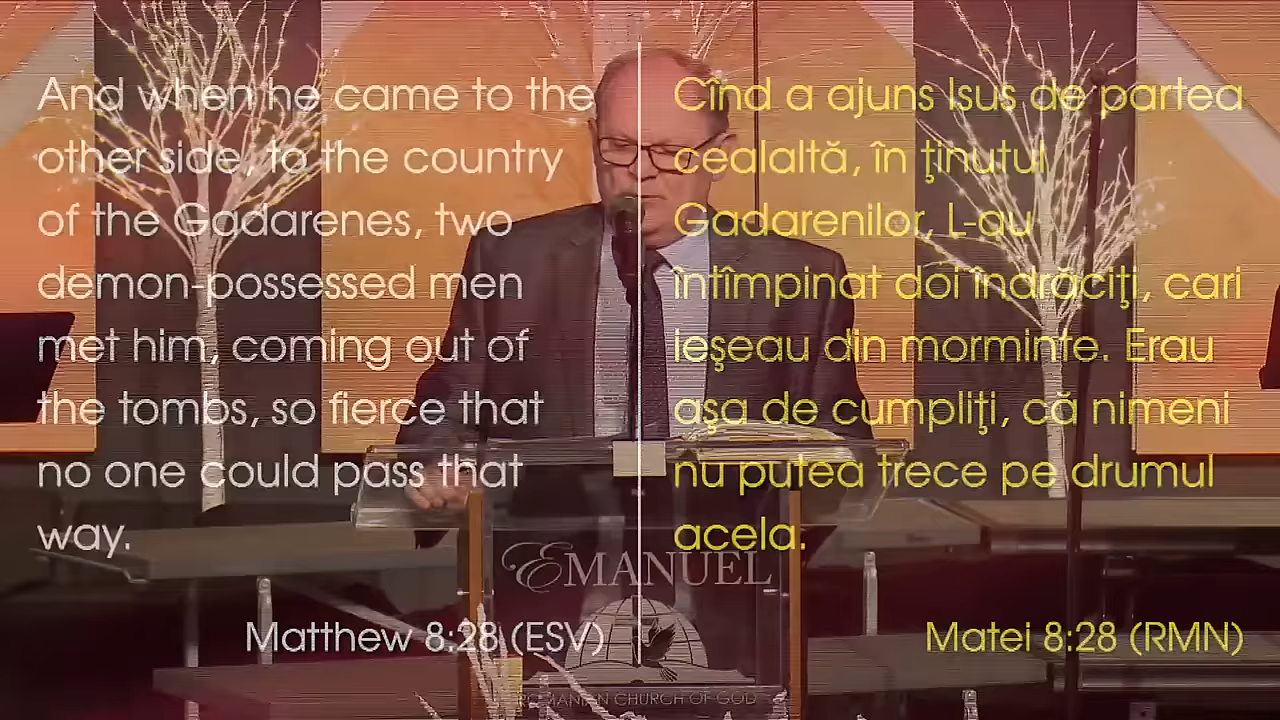 And when he came to the
other side, to the country
of the Gadarenes, two
demon-possessed men
met him, coming out of
the tombs, so fierce that
no one could pass that
way.
Matthew 8:28 (ESV)
Cînd a ajuns Isus de partea
cealaltă, în ţinutul
Gadarenilor, L-au
întîmpinat doi îndrăciţi, cari
Ieşeau din morminte. Erau
aşa de cumpliţi, că nimeni
nu putea trece pe drumul
acela.
Matei 8:28 (RMN)
EMANUEL
ROMANIAN CHURCH OF GOD